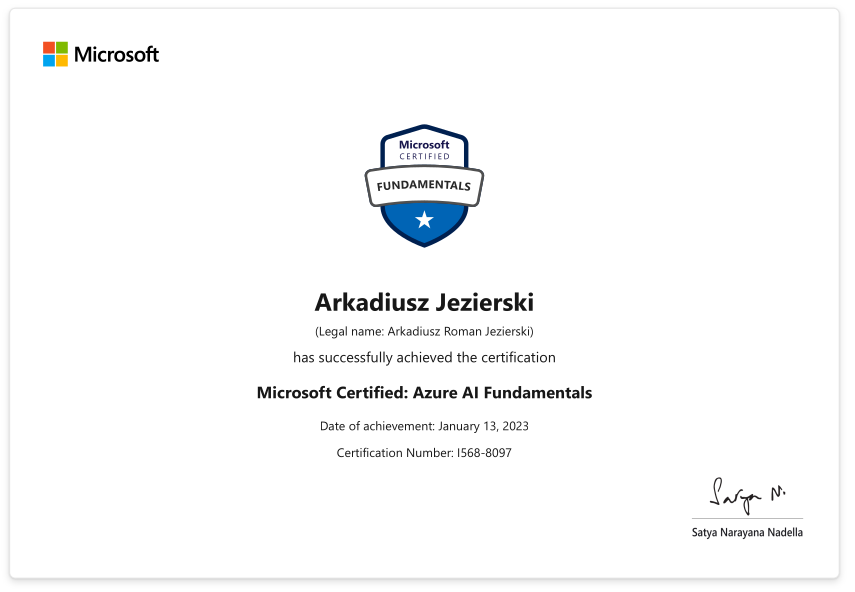 Microsoft
Microsoft
CERTIFIED
FUNDAMENTALS
Arkadiusz Jezierski
(Legal name: Arkadiusz Roman Jezierski)
has successfully achieved the certification
Microsoft Certified: Azure AI Fundamentals
Date of achievement: January 13, 2023
Certification Number: I568-8097
Satya N.
Satya Narayana Nadella